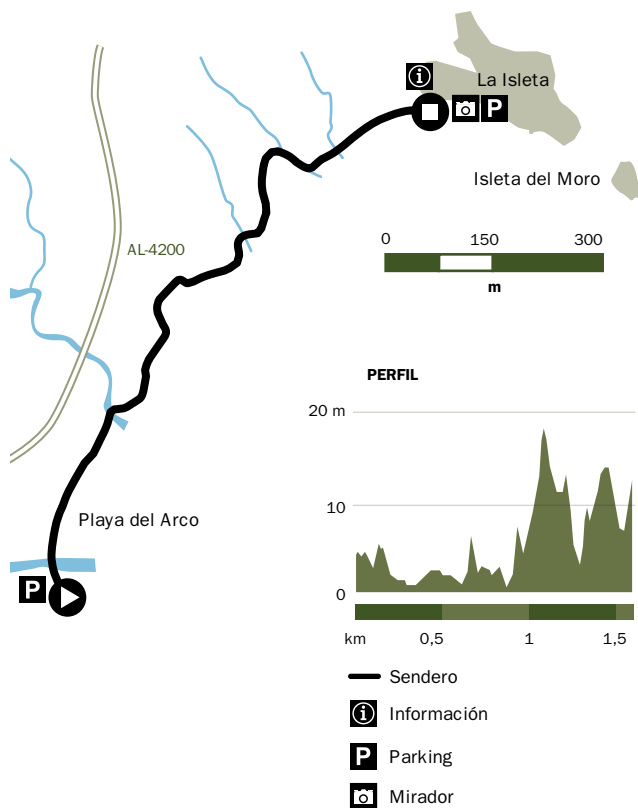 La Isleta
P
Isleta del Moro
0 150 300
m
AL-4200
PERFIL
20 m
10
0
km 0,5 1 1,5
Playa del Arco
P
Sendero
Información
P Parking
Mirador